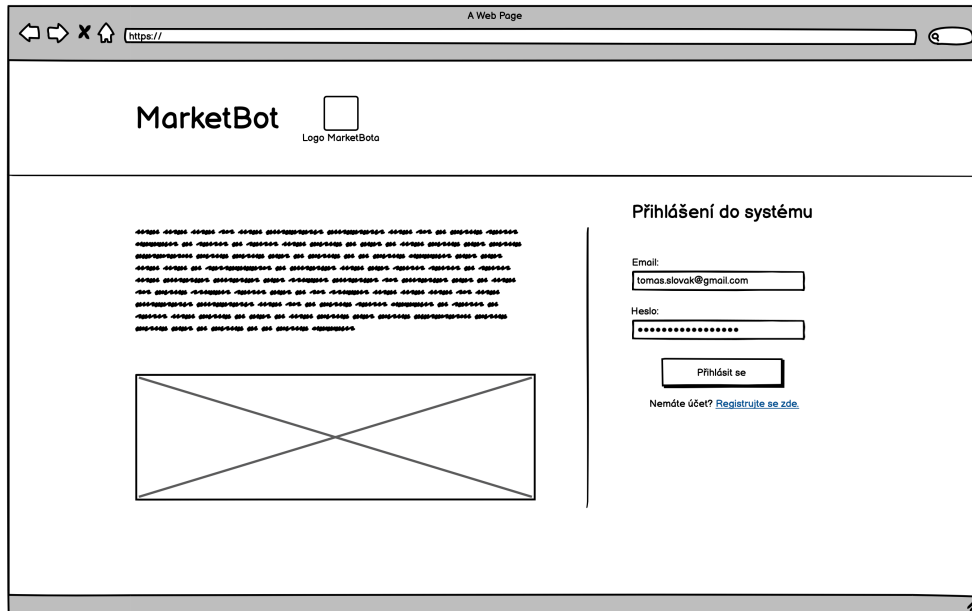 A Web Page
https://
MarketBot
Logo MarketBota
Přihlášení do systému
Email:
tomas.slovak@gmail.com
Heslo:
Přihlásit se
Nemáte účet? Registrujte se zde.